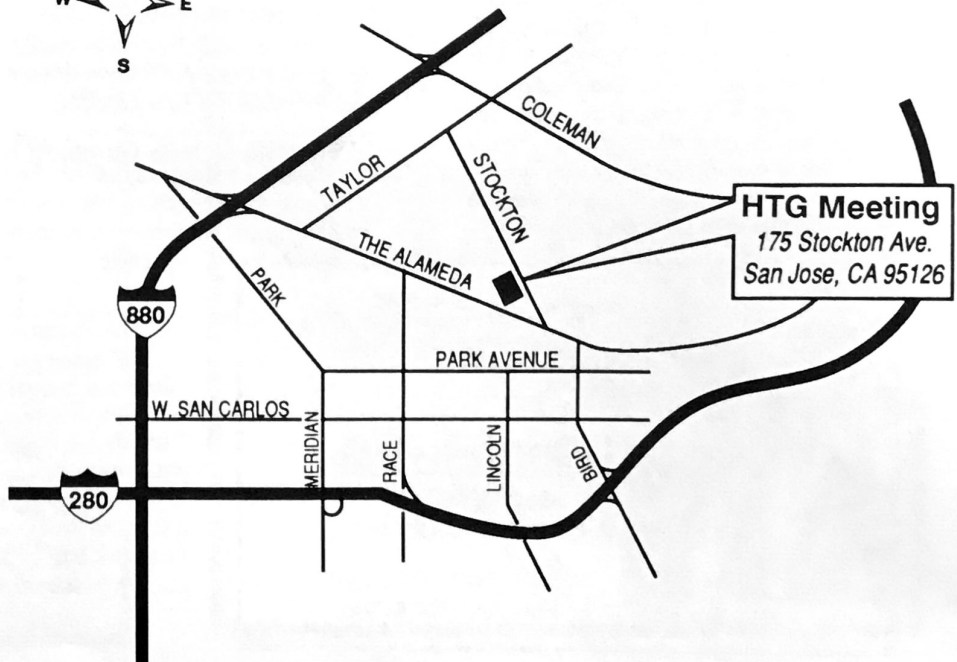 W
E
S
COLEMAN
TAYLOR
STOCKTON
HTG Meeting
175 Stockton Ave.
San Jose, CA 95126
THE ALAMEDA
PARK
880
PARK AVENUE
W. SAN CARLOS
MERIDIAN
RACE
LINCOLN
BIRD
280